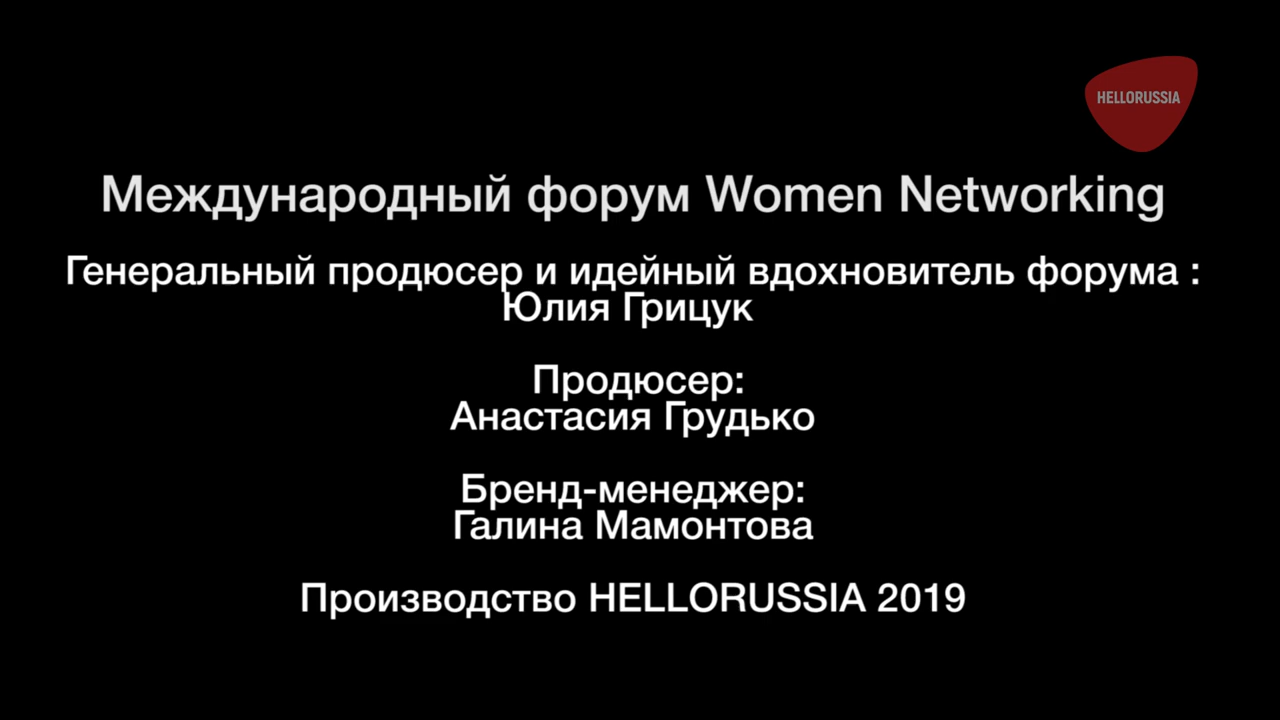 HELLORUSSIA
Международный форум Women Networking
Генеральный продюсер и идейный вдохновитель форума :
Юлия Грицук
Продюсер:
Анастасия Грудько
Бренд-менеджер:
Галина Мамонтова
Производство HELLORUSSIA 2019